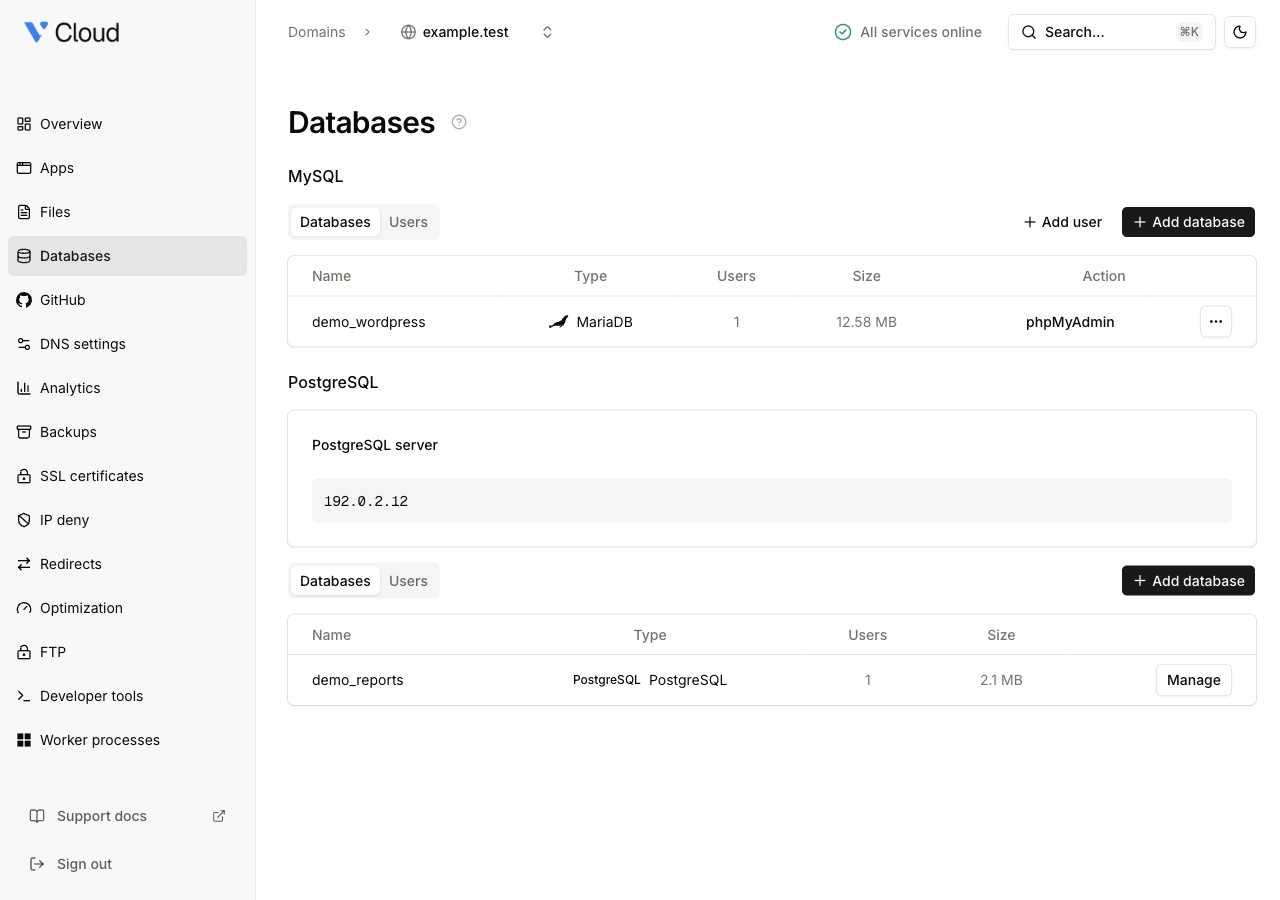 Cloud
Domains
example.test
All services online
Search...
⌘K
Overview
Apps
Files
Databases
GitHub
DNS settings
Analytics
Backups
SSL certificates
IP deny
Redirects
Optimization
FTP
Developer tools
Worker processes
Support docs
Sign out
Databases
MySQL
Databases Users
Add user
Add database
Name Type Users Size Action
demo_wordpress MariaDB 1 12.58 MB phpMyAdmin
PostgreSQL
PostgreSQL server
192.0.2.12
Databases Users
Add database
Name Type Users Size
demo_reports PostgreSQL PostgreSQL 1 2.1 MB Manage